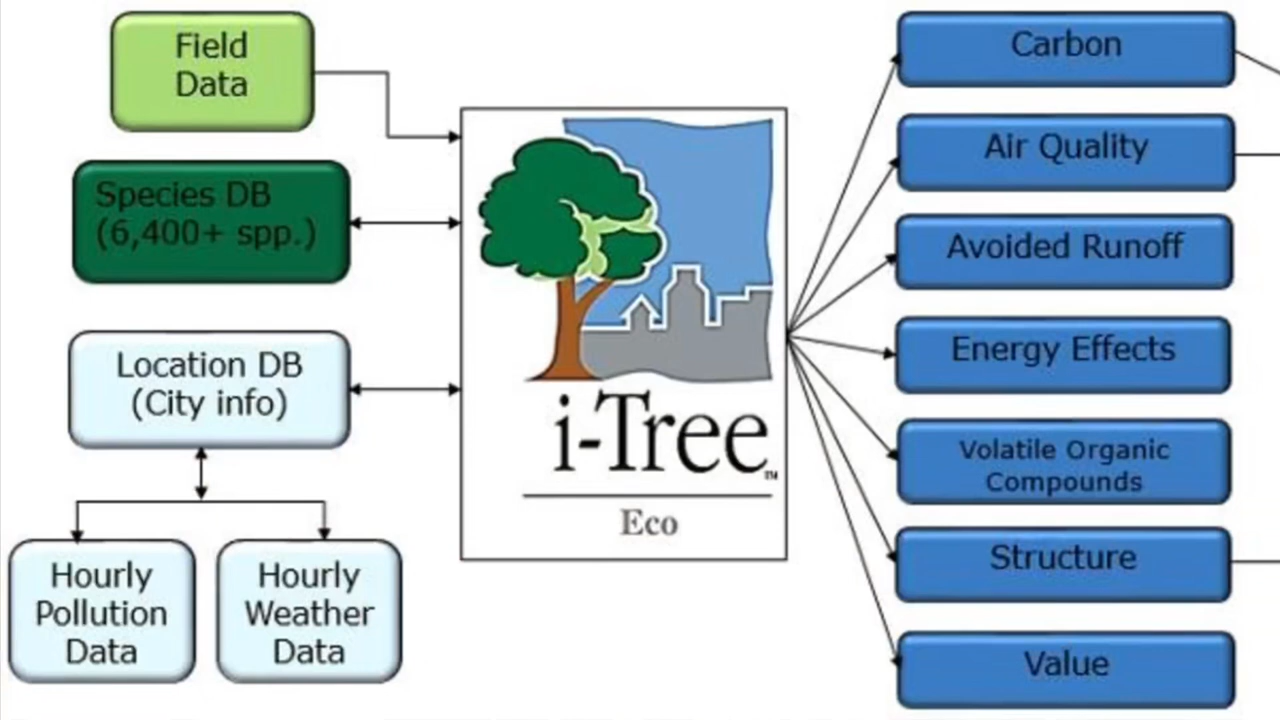 Field
Data
Species DB
(6,400+ spp.)
Location DB
(City info)
Hourly
Pollution
Data
Hourly
Weather
Data
i-Tree™
Eco
Carbon
Air Quality
Avoided Runoff
Energy Effects
Volatile Organic
Compounds
Structure
Value